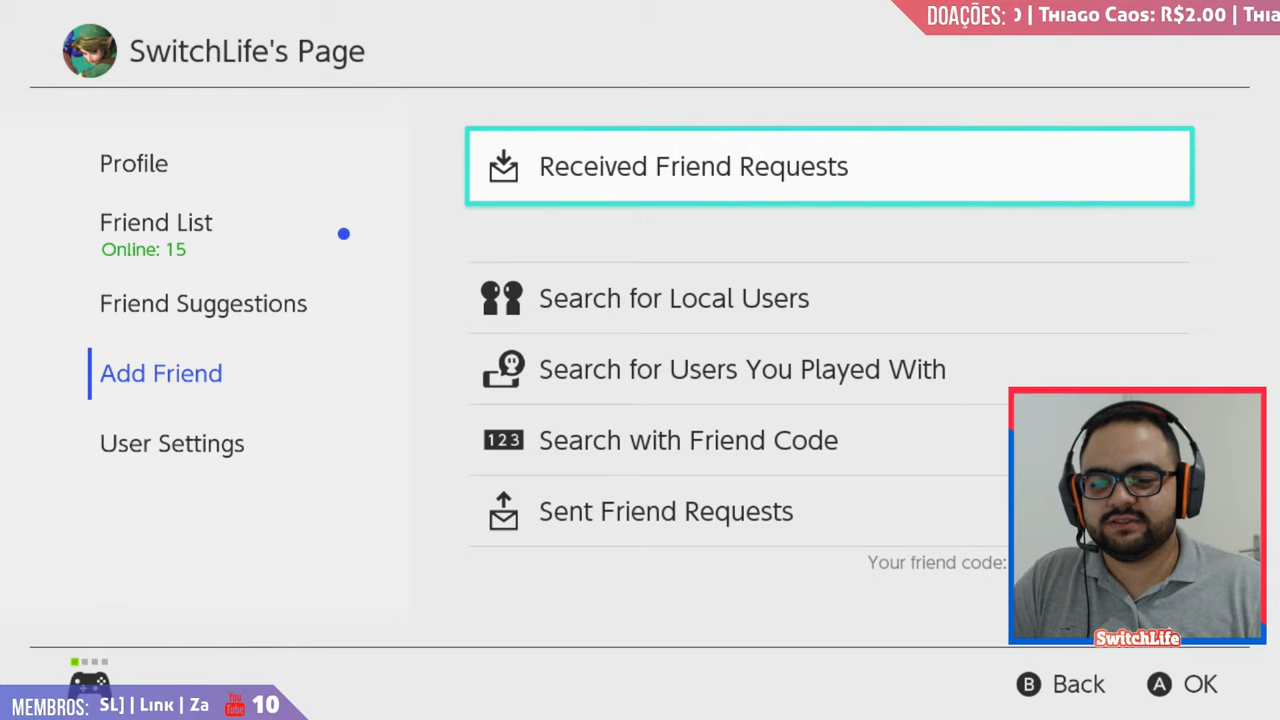 DOAÇÕES: | Thiago Caos: R$2.00 | Thia
SwitchLife's Page
Profile
Friend List
Online: 15
Friend Suggestions
Add Friend
User Settings
Received Friend Requests
Search for Local Users
Search for Users You Played With
123 Search with Friend Code
Sent Friend Requests
Your friend code:
SwitchLife
B Back
A OK
MEMBROS: SL] | Link | Za
You Tube 10